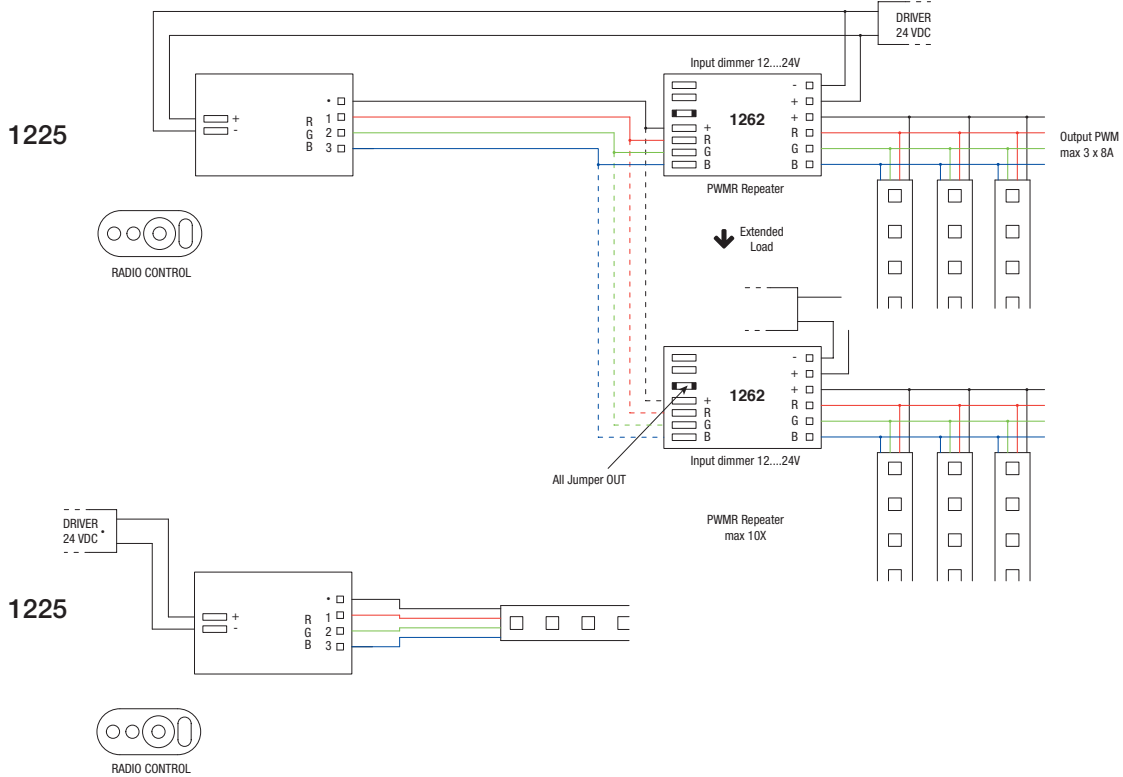 DRIVER
24 VDC
Input dimmer 12....24V
1225
+
-
•
R 1
G 2
B 3
1262
+
R
G
B
-
+
+
R
G
B
Output PWM
max 3 x 8A
PWMR Repeater
RADIO CONTROL
Extended
Load
1262
+
R
G
B
-
+
+
R
G
B
Input dimmer 12....24V
All Jumper OUT
PWMR Repeater
max 10X
DRIVER •
24 VDC
1225
+
-
•
R 1
G 2
B 3
RADIO CONTROL